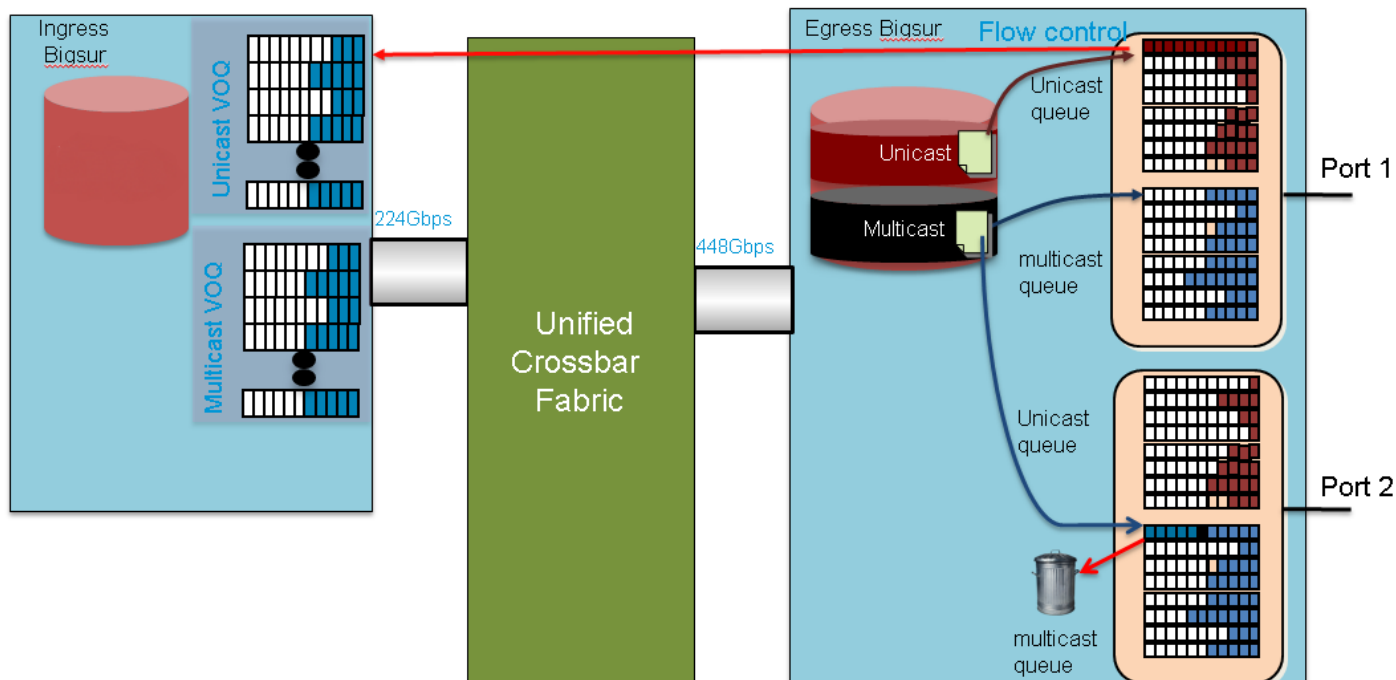 Ingress
Bigsur
Unicast VOQ
Multicast VOQ
224Gbps
Unified
Crossbar
Fabric
448Gbps
Egress Bigsur
Flow control
Unicast
queue
Unicast
Multicast
multicast
queue
Port 1
Unicast
queue
Port 2
multicast
queue